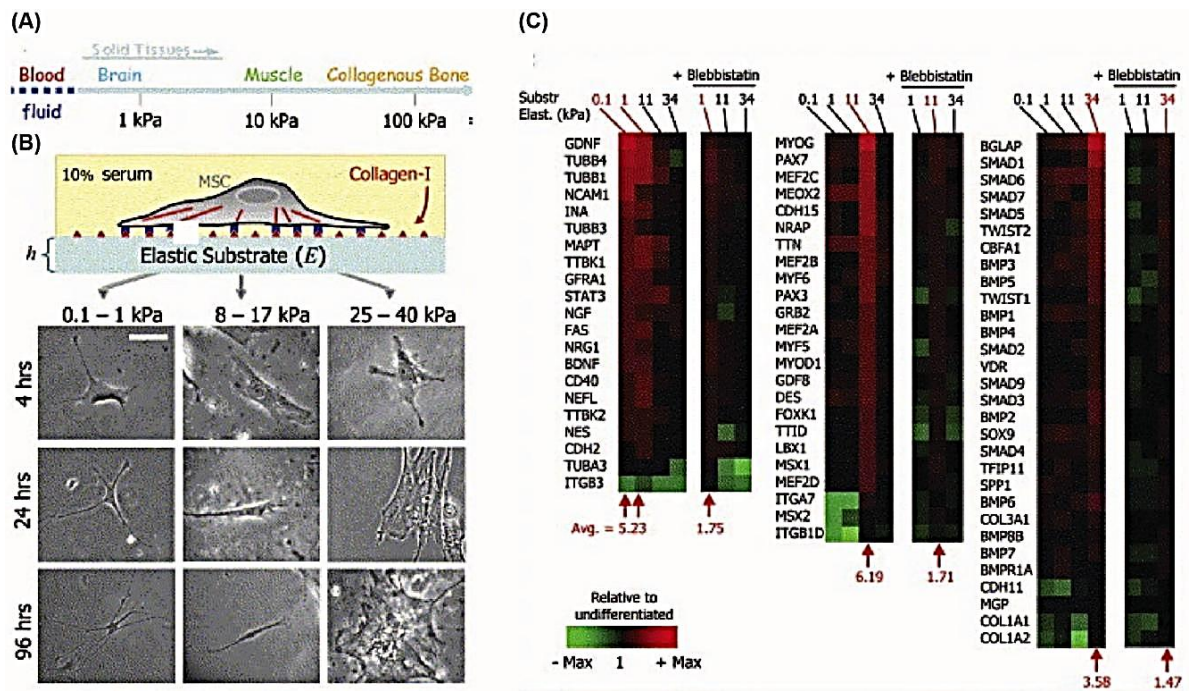 (A)
Solid Tissues
Blood Brain Muscle Collagenous Bone
fluid 1 kPa 10 kPa 100 kPa
(B)
10% serum MSC Collagen-I
h { Elastic Substrate (E)
0.1 – 1 kPa 8 – 17 kPa 25 – 40 kPa
4 hrs
24 hrs
96 hrs
(C)
+ Blebbistatin + Blebbistatin + Blebbistatin
Substr 0.1 1 11 34 1 11 34 0.1 1 11 34 1 11 34 0.1 1 11 34 1 11 34
Elast. (kPa)
GDNF
TUBB4
TUBB1
NCAM1
INA
TUBB3
MAPT
TTBK1
GFRA1
STAT3
NGF
FAS
NRG1
BDNF
CD40
NEFL
TTBK2
NES
CDH2
TUBA3
ITGB3
Avg. = 5.23 1.75
MYOG
PAX7
MEF2C
MEOX2
CDH15
NRAP
TTN
MEF2B
MYF6
PAX3
GRB2
MEF2A
MYF5
MYOD1
GDF8
DES
FOXK1
TTID
LBX1
MSX1
MEF2D
ITGA7
MSX2
ITGB1D
6.19 1.71
BGLAP
SMAD1
SMAD6
SMAD7
SMAD5
TWIST2
CBFA1
BMP3
BMP5
TWIST1
BMP1
BMP4
SMAD2
VDR
SMAD9
SMAD3
BMP2
SOX9
SMAD4
TFIP11
SPP1
BMP6
COL3A1
BMP8B
BMP7
BMPR1A
CDH11
MGP
COL1A1
COL1A2
3.58 1.47
Relative to
undifferentiated
- Max 1 + Max